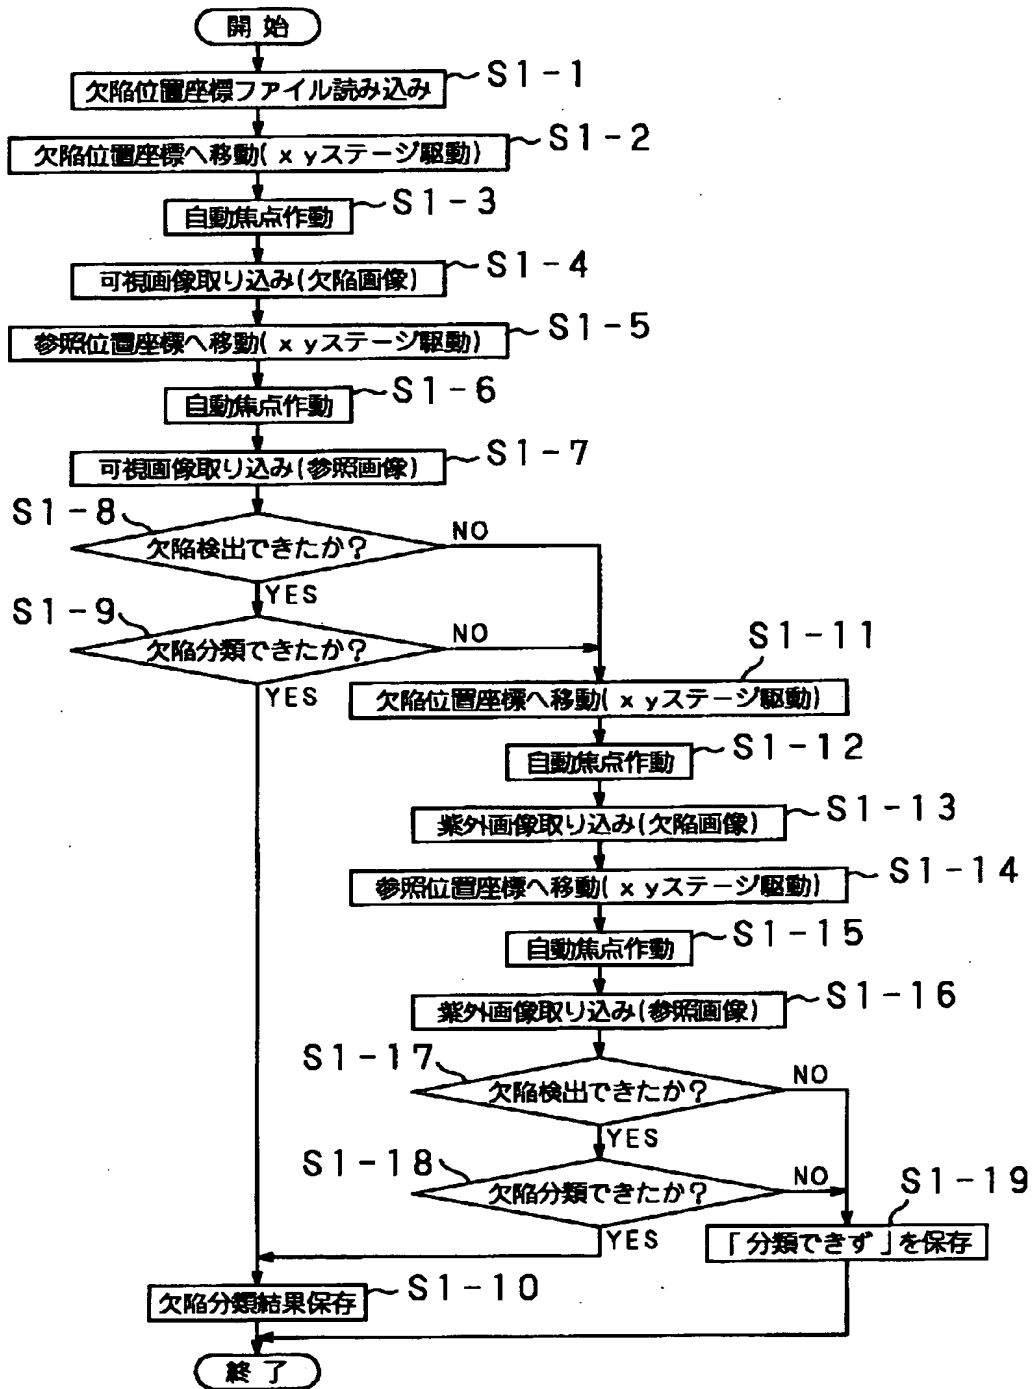 開始
欠陥位置座標ファイル読み込み
S1-1
欠陥位置座標へ移動(xyステージ駆動)
S1-2
自動焦点作動
S1-3
可視画像取り込み(欠陥画像)
S1-4
参照位置座標へ移動(xyステージ駆動)
S1-5
自動焦点作動
S1-6
可視画像取り込み(参照画像)
S1-7
S1-8
欠陥検出できたか?
NO
YES
S1-9
欠陥分類できたか?
NO
YES
S1-11
欠陥位置座標へ移動(xyステージ駆動)
自動焦点作動
S1-12
紫外画像取り込み(欠陥画像)
S1-13
参照位置座標へ移動(xyステージ駆動)
S1-14
自動焦点作動
S1-15
紫外画像取り込み(参照画像)
S1-16
S1-17
欠陥検出できたか?
NO
YES
S1-18
欠陥分類できたか?
NO
YES
S1-19
「分類できず」を保存
欠陥分類結果保存
S1-10
終了